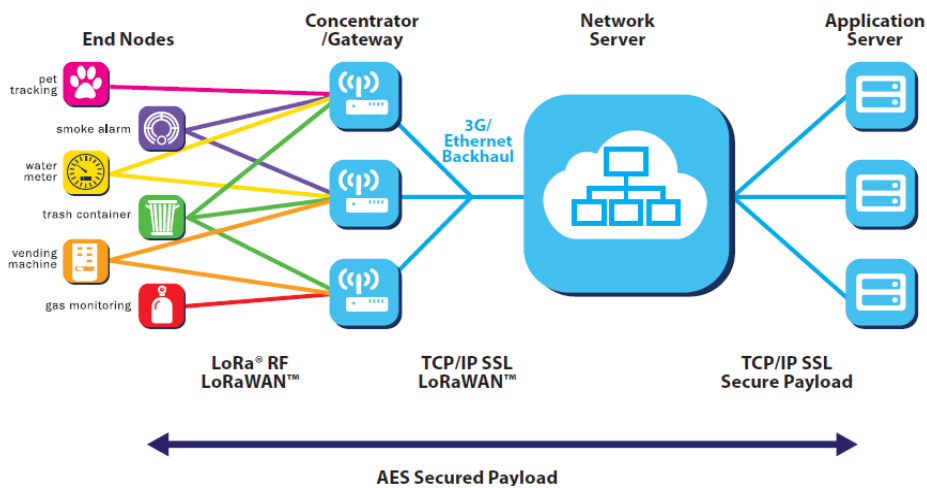 End Nodes
Concentrator
/Gateway
Network
Server
Application
Server
pet
tracking
smoke alarm
water
meter
trash container
vending
machine
gas monitoring
3G/
Ethernet
Backhaul
LoRa® RF
LoRaWAN™
TCP/IP SSL
LoRaWAN™
TCP/IP SSL
Secure Payload
AES Secured Payload